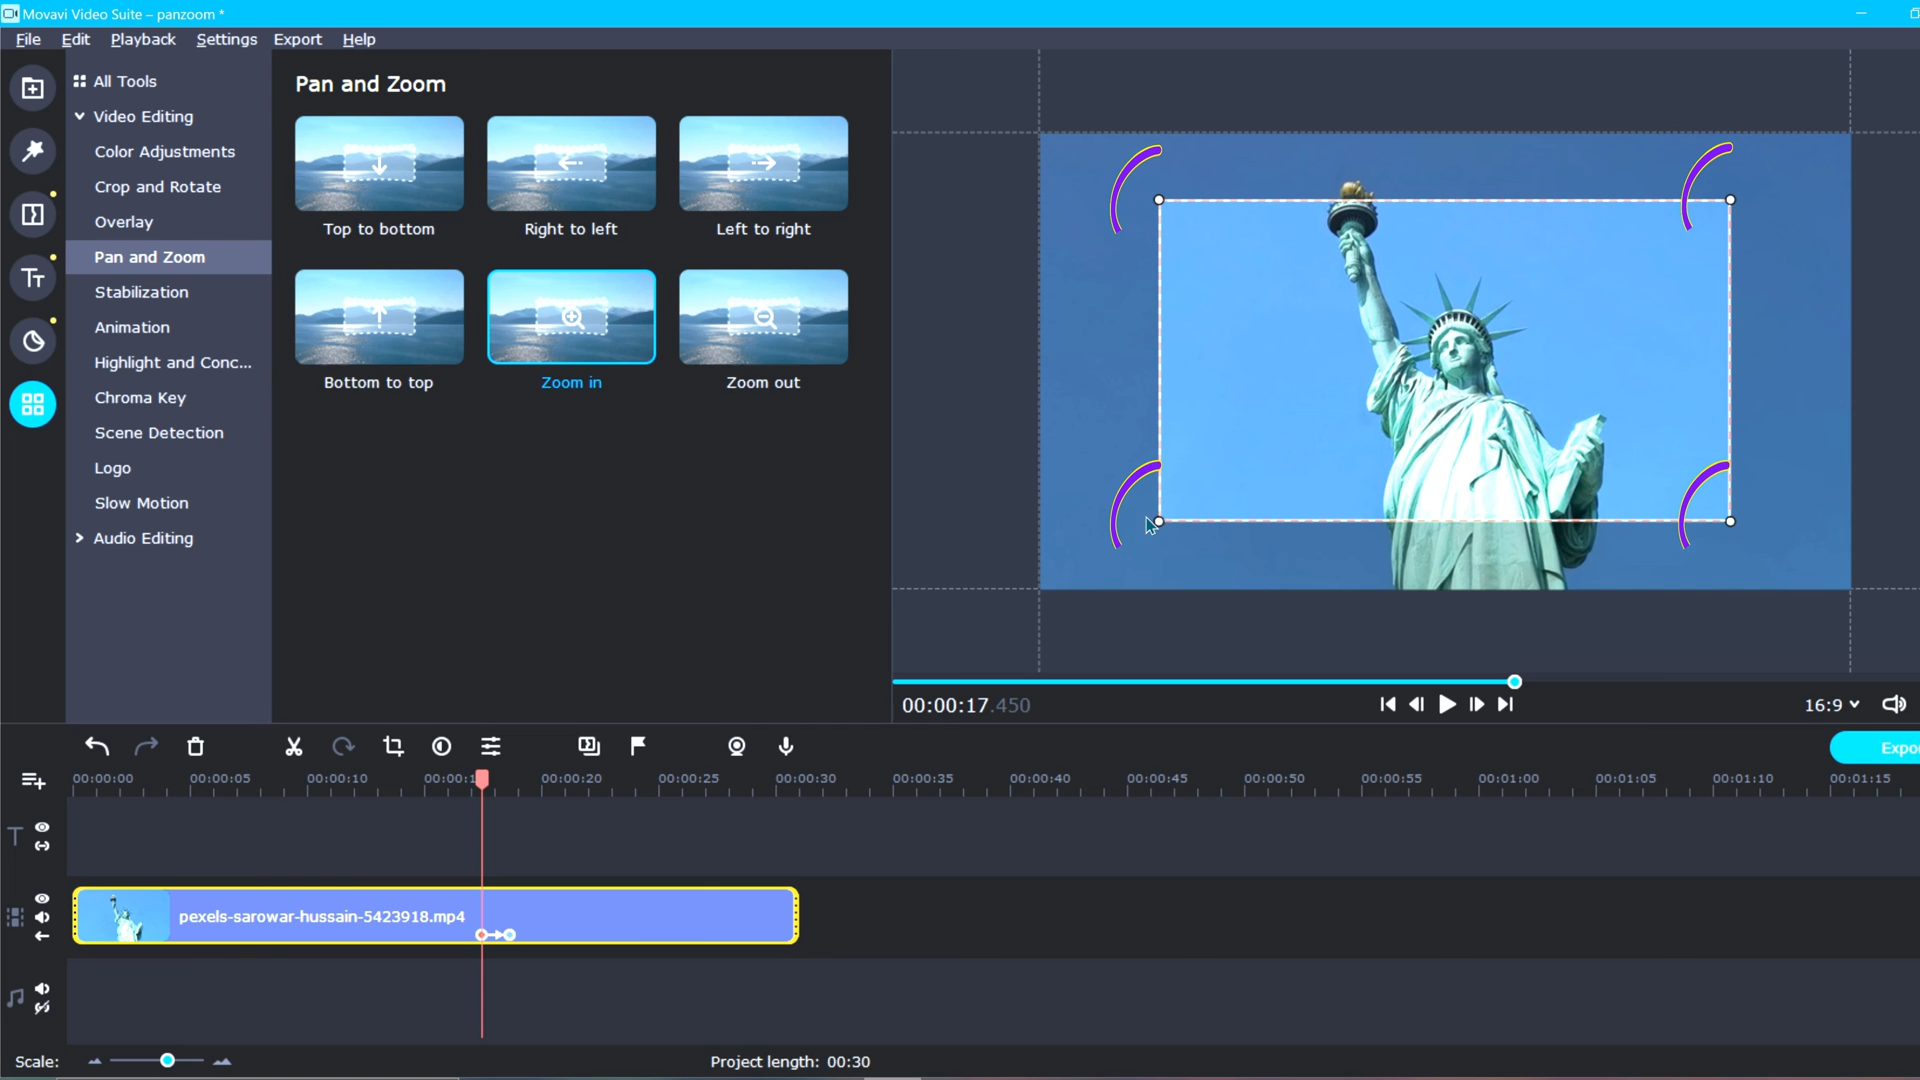 Movavi Video Suite – panzoom *
File Edit Playback Settings Export Help
All Tools
Video Editing
Color Adjustments
Crop and Rotate
Overlay
Pan and Zoom
Stabilization
Animation
Highlight and Conc...
Chroma Key
Scene Detection
Logo
Slow Motion
Audio Editing
Pan and Zoom
Top to bottom Right to left Left to right
Bottom to top Zoom in Zoom out
00:00:17.450
16:9
Expo
00:00:00 00:00:05 00:00:10 00:00:1 00:00:20 00:00:25 00:00:30 00:00:35 00:00:40 00:00:45 00:00:50 00:00:55 00:01:00 00:01:05 00:01:10 00:01:15
pexels-sarowar-hussain-5423918.mp4
Scale:
Project length: 00:30